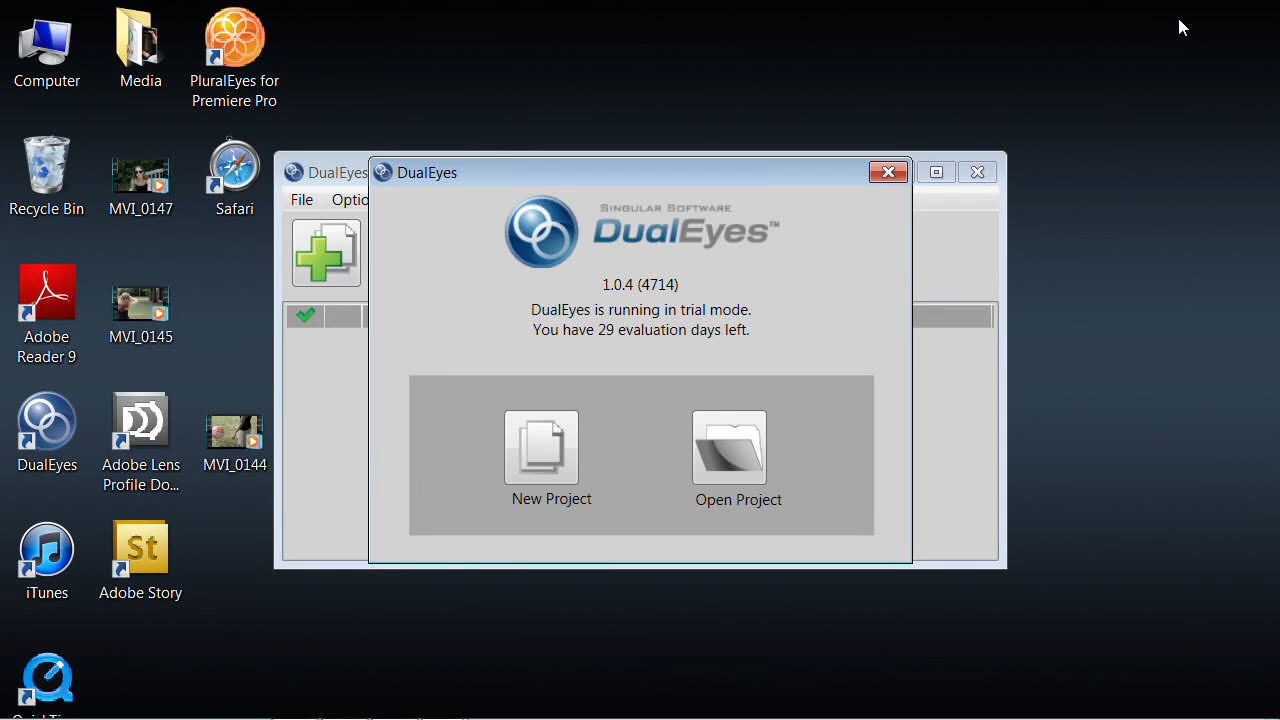 Computer
Media
PluralEyes for
Premiere Pro
Recycle Bin
MVI_0147
Safari
Adobe
Reader 9
MVI_0145
DualEyes
Adobe Lens
Profile Do...
MVI_0144
iTunes
St
Adobe Story
DualEyes
File
DualEyes
SINGULAR SOFTWARE
DualEyes™
1.0.4 (4714)
DualEyes is running in trial mode.
You have 29 evaluation days left.
New Project
Open Project